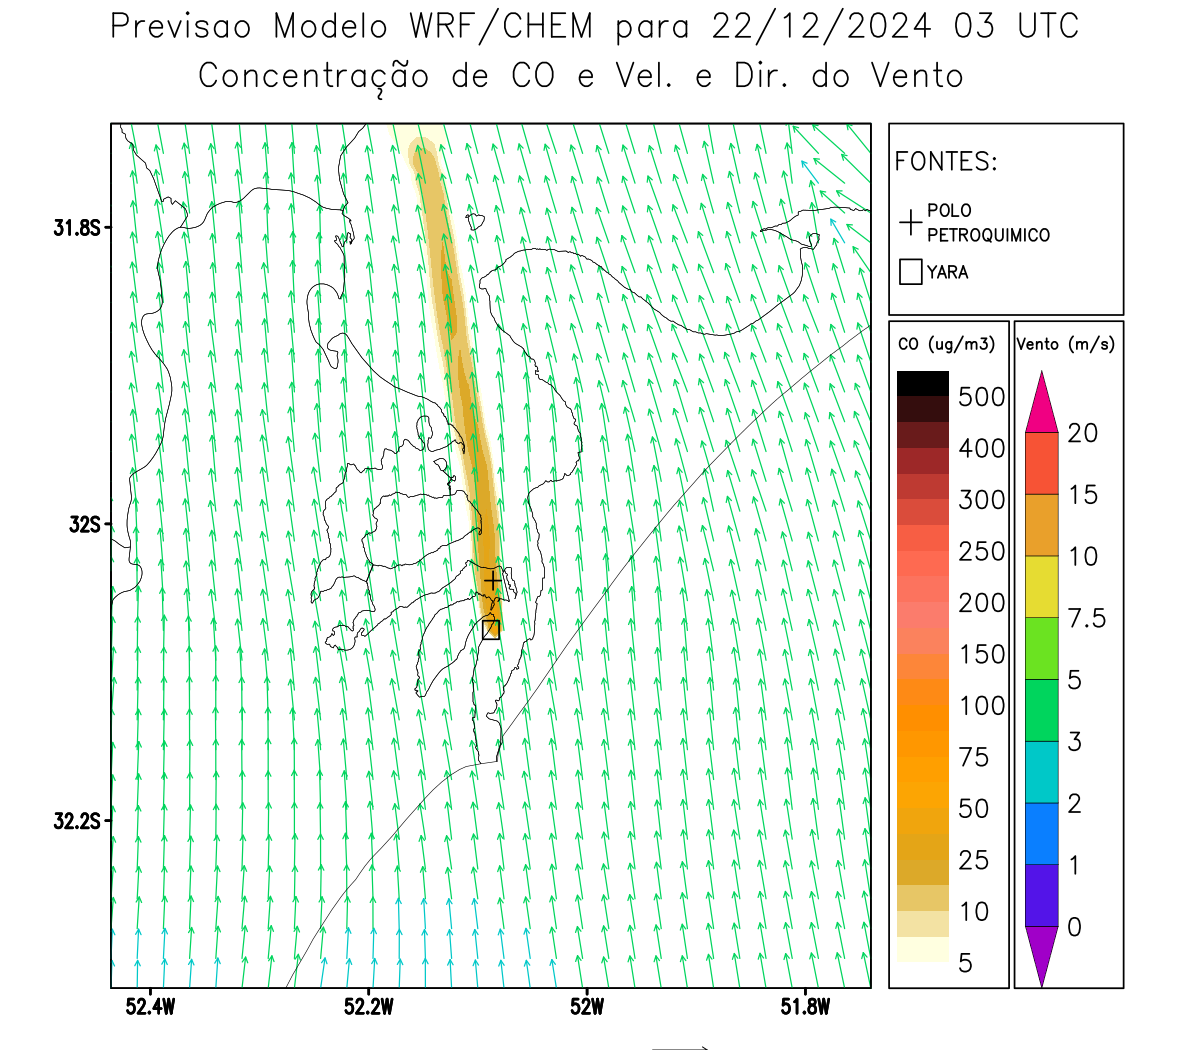 Previsao Modelo WRF/CHEM para 22/12/2024 03 UTC
Concentração de CO e Vel. e Dir. do Vento
FONTES:
POLO
PETROQUIMICO
YARA
31.8S
32S
32.2S
52.4W
52.2W
52W
51.8W
CO (ug/m3)
500
400
300
250
200
150
100
75
50
25
10
5
Vento (m/s)
20
15
10
7.5
5
3
2
1
0